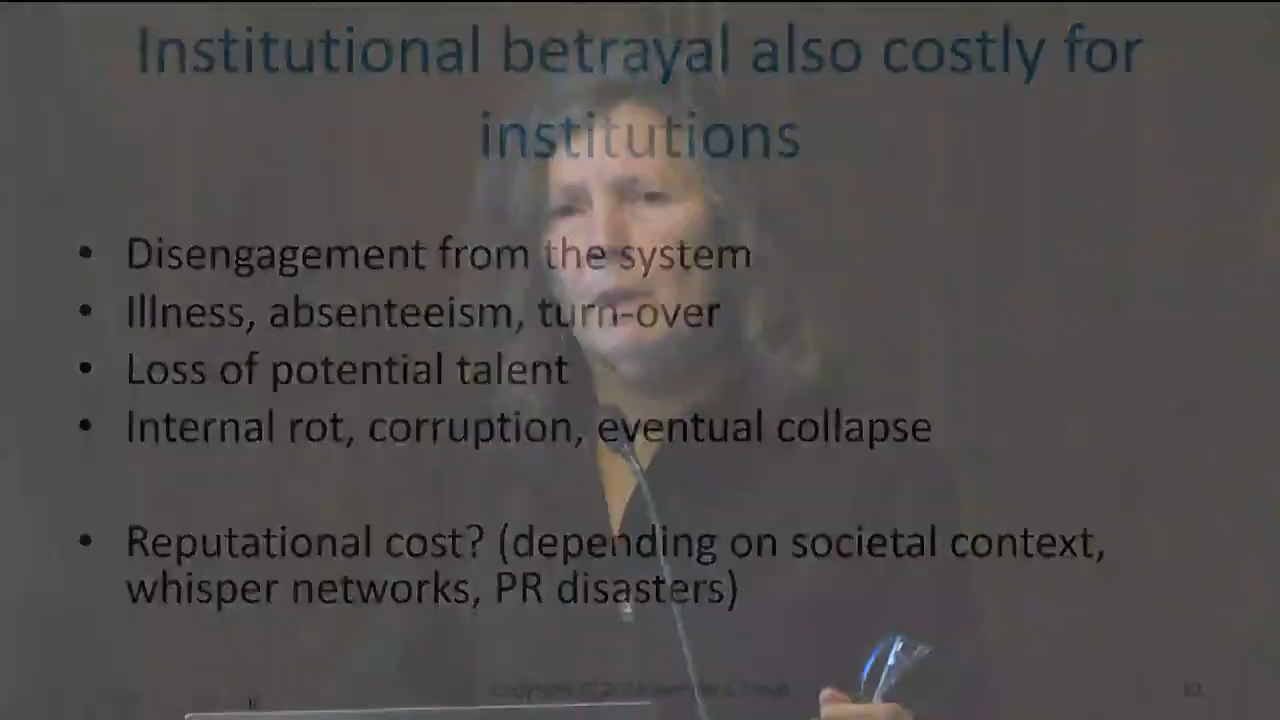 Institutional betrayal also costly for
institutions
• Disengagement from the system
• Illness, absenteeism, turn-over
• Loss of potential talent
• Internal rot, corruption, eventual collapse
• Reputational cost? (depending on societal context,
whisper networks, PR disasters)